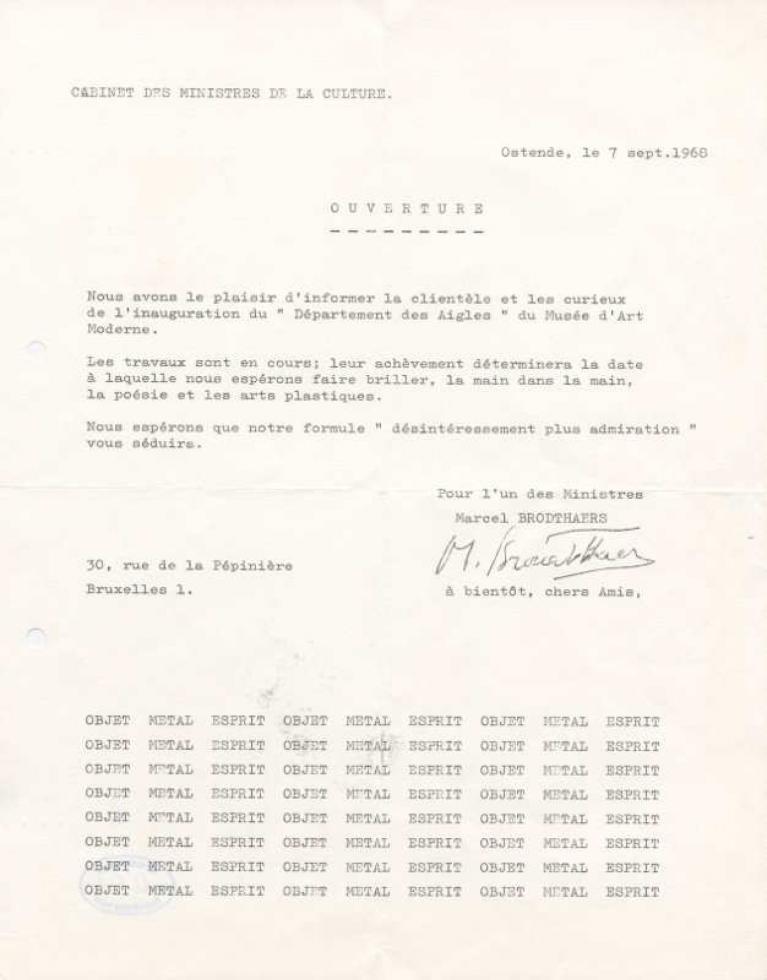 CABINET DES MINISTRES DE LA CULTURE.
Ostende, le 7 sept.1968
O U V E R T U R E
Nous avons le plaisir d'informer la clientèle et les curieux
de l'inauguration du " Département des Aigles " du Musée d'Art
Moderne.
Les travaux sont en cours; leur achèvement déterminera la date
à laquelle nous espérons faire briller, la main dans la main,
la poésie et les arts plastiques.
Nous espérons que notre formule " désintéressement plus admiration "
vous séduira.
Pour l'un des Ministres
Marcel BRODTHAERS
M. Broodthaers
30, rue de la Pépinière
Bruxelles 1.
à bientôt, chers Amis,
OBJET METAL ESPRIT OBJET METAL ESPRIT OBJET METAL ESPRIT
OBJET METAL ESPRIT OBJET METAL ESPRIT OBJET METAL ESPRIT
OBJET METAL ESPRIT OBJET METAL ESPRIT OBJET METAL ESPRIT
OBJET METAL ESPRIT OBJET METAL ESPRIT OBJET METAL ESPRIT
OBJET METAL ESPRIT OBJET METAL ESPRIT OBJET METAL ESPRIT
OBJET METAL ESPRIT OBJET METAL ESPRIT OBJET METAL ESPRIT
OBJET METAL ESPRIT OBJET METAL ESPRIT OBJET METAL ESPRIT
OBJET METAL ESPRIT OBJET METAL ESPRIT OBJET METAL ESPRIT